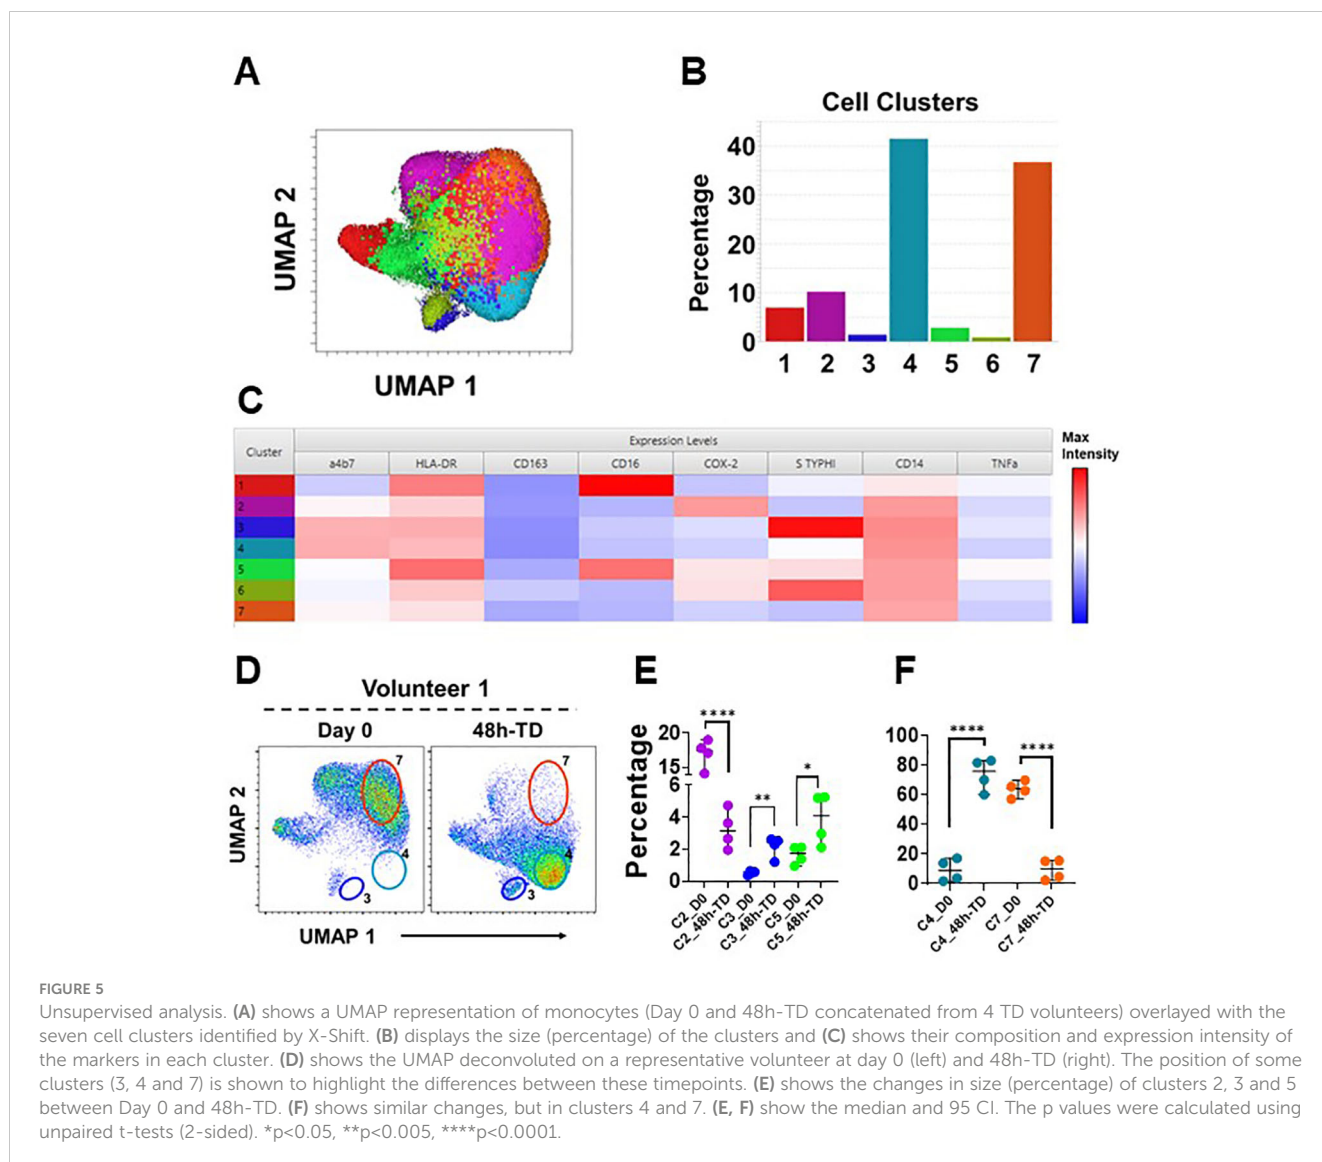 A
UMAP 2
UMAP 1
B
Cell Clusters
Percentage
40
30
20
10
0
1 2 3 4 5 6 7
C
Cluster
Expression Levels
a4b7 HLA-DR CD163 CD16 COX-2 S TYPHI CD14 TNFa
1
2
3
4
5
6
7
Max
Intensity
D
Volunteer 1
Day 0 48h-TD
UMAP 2
7
4
3
7
4
3
UMAP 1
E
Percentage
20
15
6
4
2
0
****
**
*
C2_D0
C2_48h-TD
C3_D0
C3_48h-TD
C5_D0
C5_48h-TD
F
100
80
60
40
20
0
****
****
C4_D0
C4_48h-TD
C7_D0
C7_48h-TD
FIGURE 5
Unsupervised analysis. (A) shows a UMAP representation of monocytes (Day 0 and 48h-TD concatenated from 4 TD volunteers) overlayed with the
seven cell clusters identified by X-Shift. (B) displays the size (percentage) of the clusters and (C) shows their composition and expression intensity of
the markers in each cluster. (D) shows the UMAP deconvoluted on a representative volunteer at day 0 (left) and 48h-TD (right). The position of some
clusters (3, 4 and 7) is shown to highlight the differences between these timepoints. (E) shows the changes in size (percentage) of clusters 2, 3 and 5
between Day 0 and 48h-TD. (F) shows similar changes, but in clusters 4 and 7. (E, F) show the median and 95 CI. The p values were calculated using
unpaired t-tests (2-sided). *p<0.05, **p<0.005, ****p<0.0001.